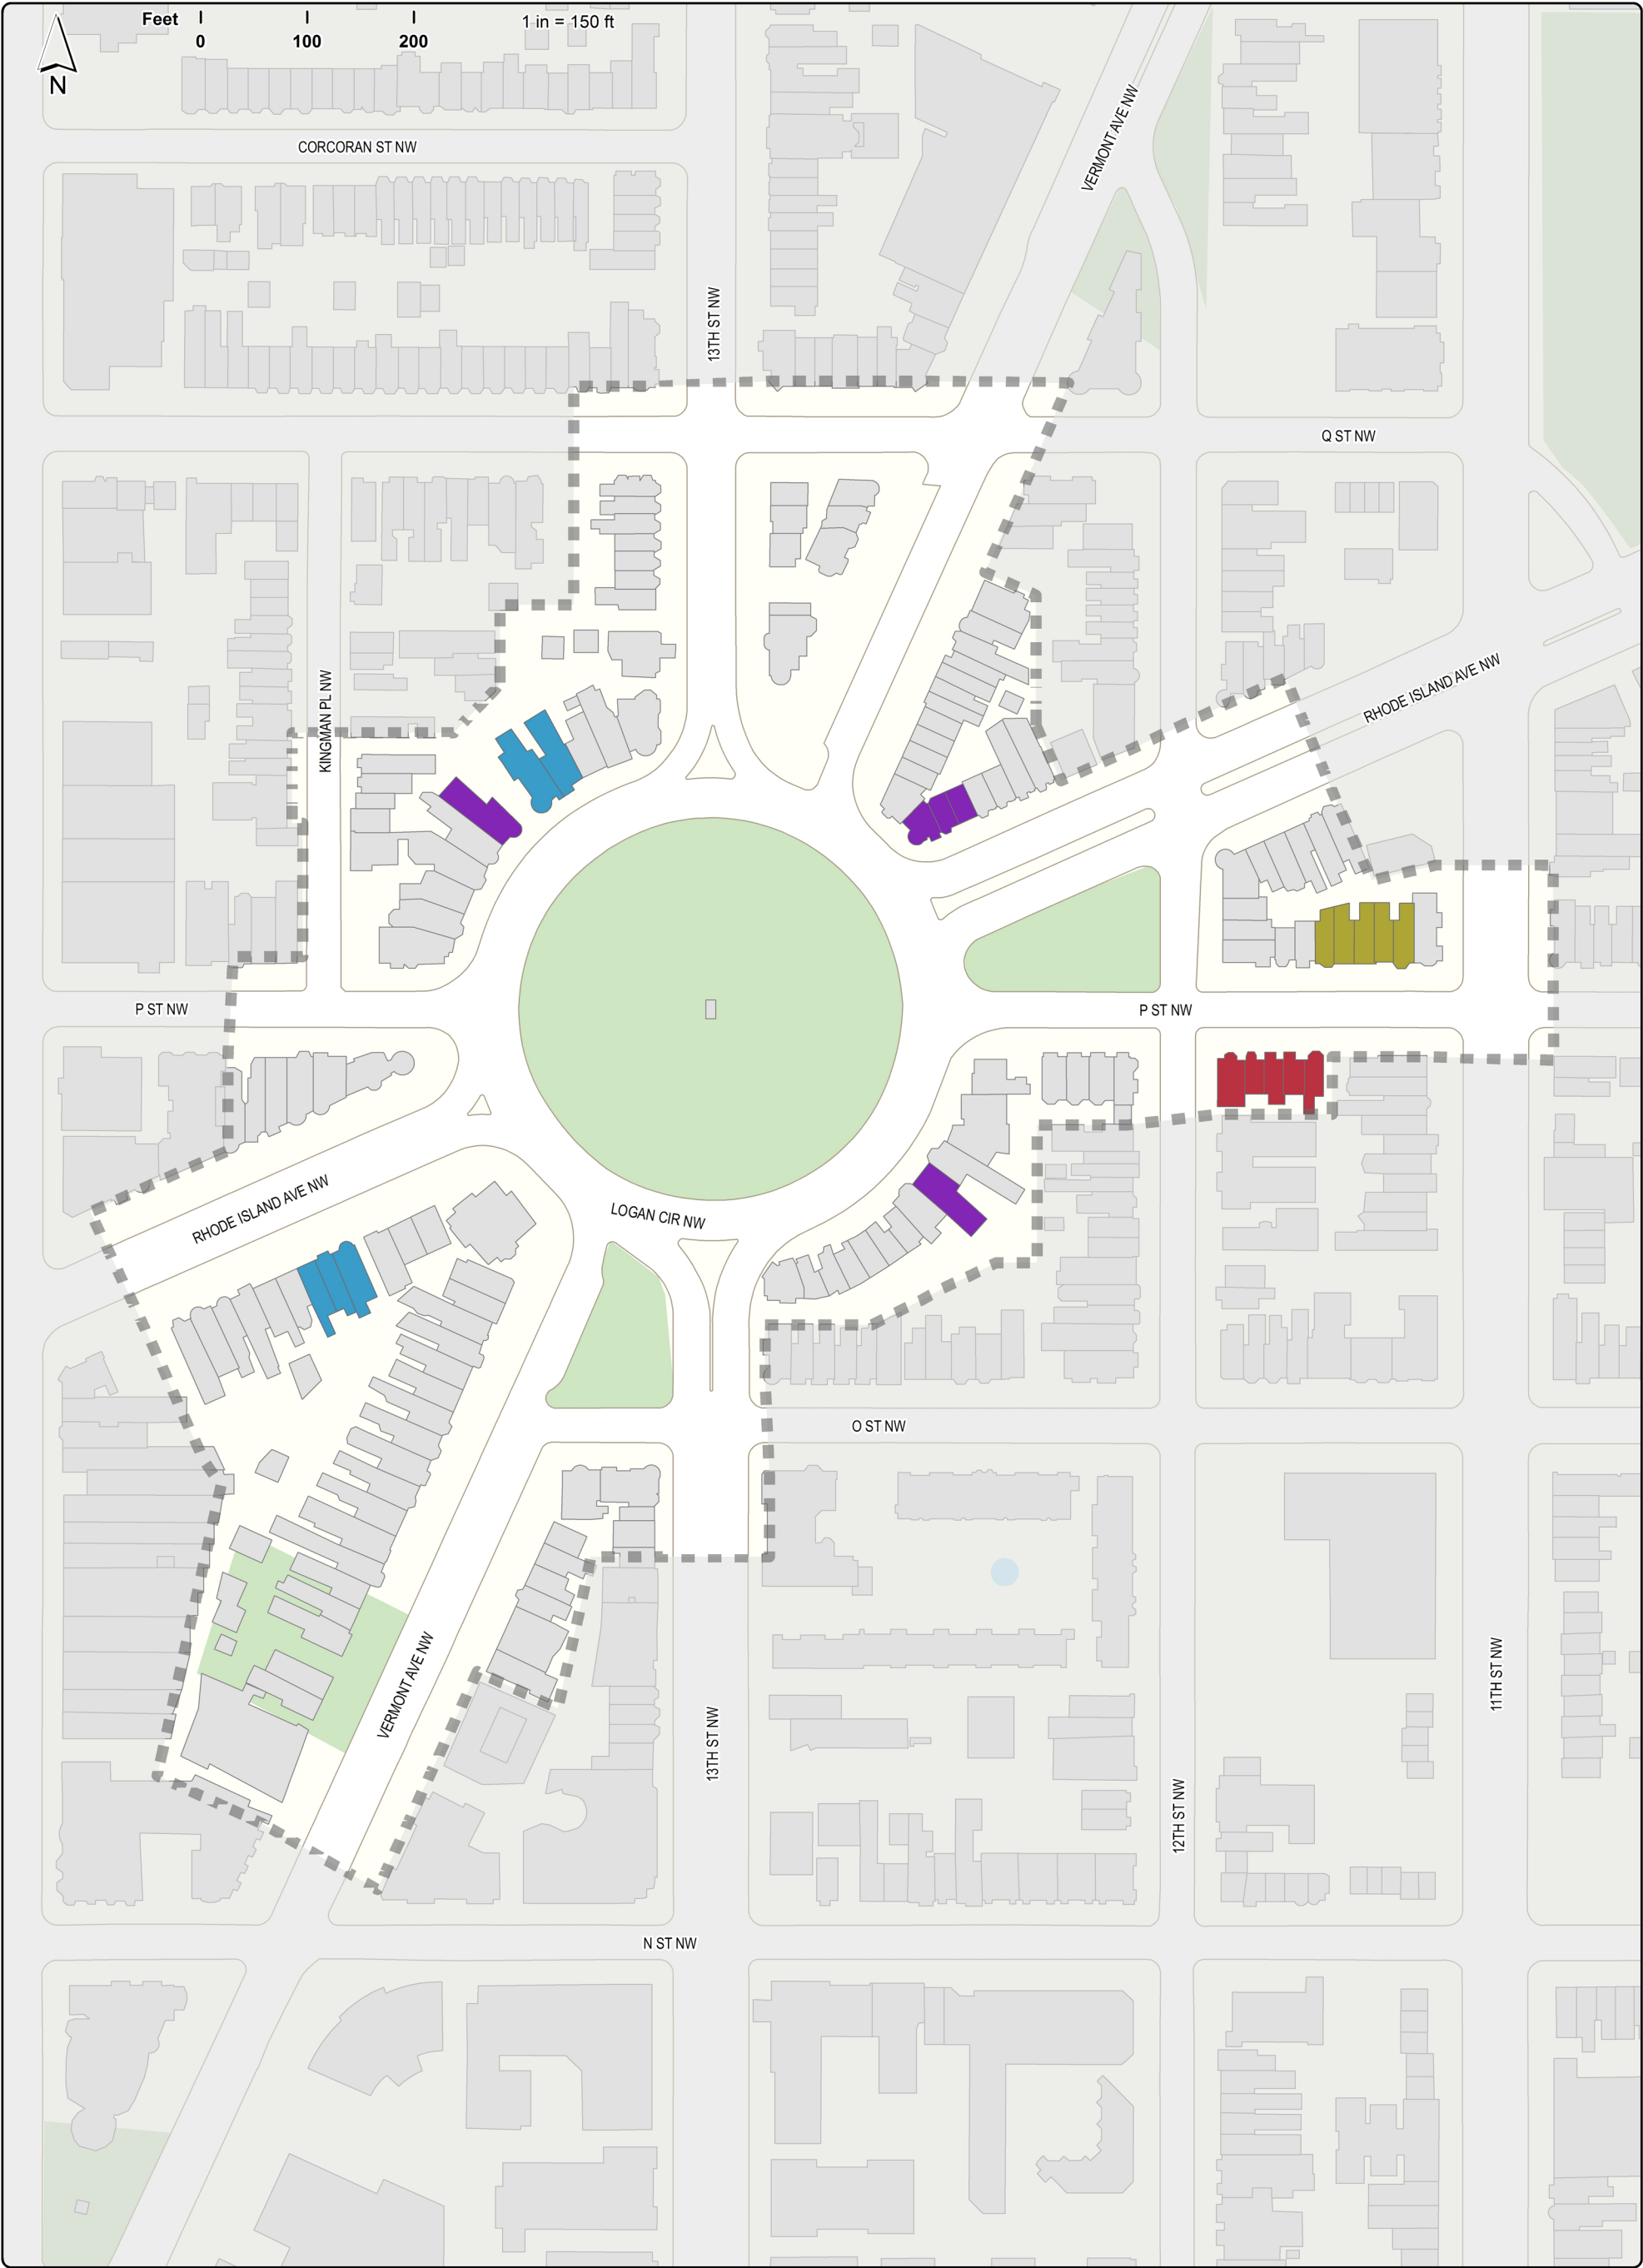 Feet
1 in = 150 ft
0 100 200
N
CORCORAN ST NW
VERMONT AVE NW
13TH ST NW
Q ST NW
KINGMAN PL NW
RHODE ISLAND AVE NW
P ST NW
P ST NW
RHODE ISLAND AVE NW
LOGAN CIR NW
O ST NW
VERMONT AVE NW
13TH ST NW
12TH ST NW
11TH ST NW
N ST NW